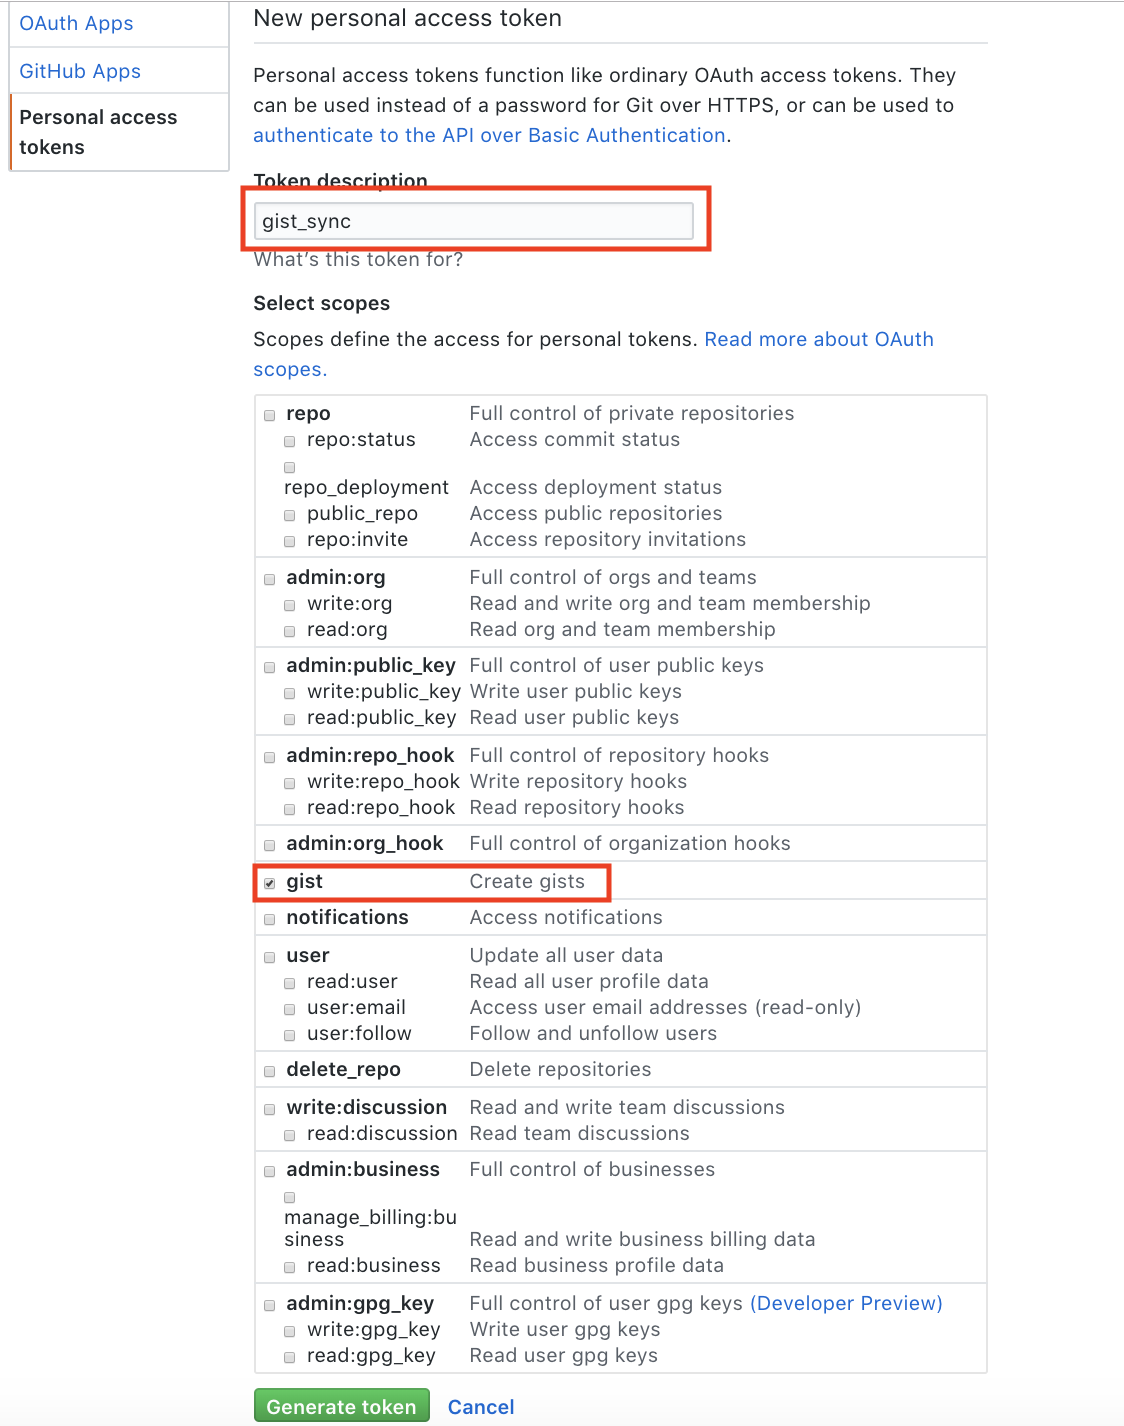 OAuth Apps
GitHub Apps
Personal access
tokens
New personal access token
Personal access tokens function like ordinary OAuth access tokens. They
can be used instead of a password for Git over HTTPS, or can be used to
authenticate to the API over Basic Authentication.
Token description
gist_sync
What's this token for?
Select scopes
Scopes define the access for personal tokens. Read more about OAuth
scopes.
repo Full control of private repositories
repo:status Access commit status
repo_deployment Access deployment status
public_repo Access public repositories
repo:invite Access repository invitations
admin:org Full control of orgs and teams
write:org Read and write org and team membership
read:org Read org and team membership
admin:public_key Full control of user public keys
write:public_key Write user public keys
read:public_key Read user public keys
admin:repo_hook Full control of repository hooks
write:repo_hook Write repository hooks
read:repo_hook Read repository hooks
admin:org_hook Full control of organization hooks
gist Create gists
notifications Access notifications
user Update all user data
read:user Read all user profile data
user:email Access user email addresses (read-only)
user:follow Follow and unfollow users
delete_repo Delete repositories
write:discussion Read and write team discussions
read:discussion Read team discussions
admin:business Full control of businesses
manage_billing:bu
siness Read and write business billing data
read:business Read business profile data
admin:gpg_key Full control of user gpg keys (Developer Preview)
write:gpg_key Write user gpg keys
read:gpg_key Read user gpg keys
Generate token Cancel